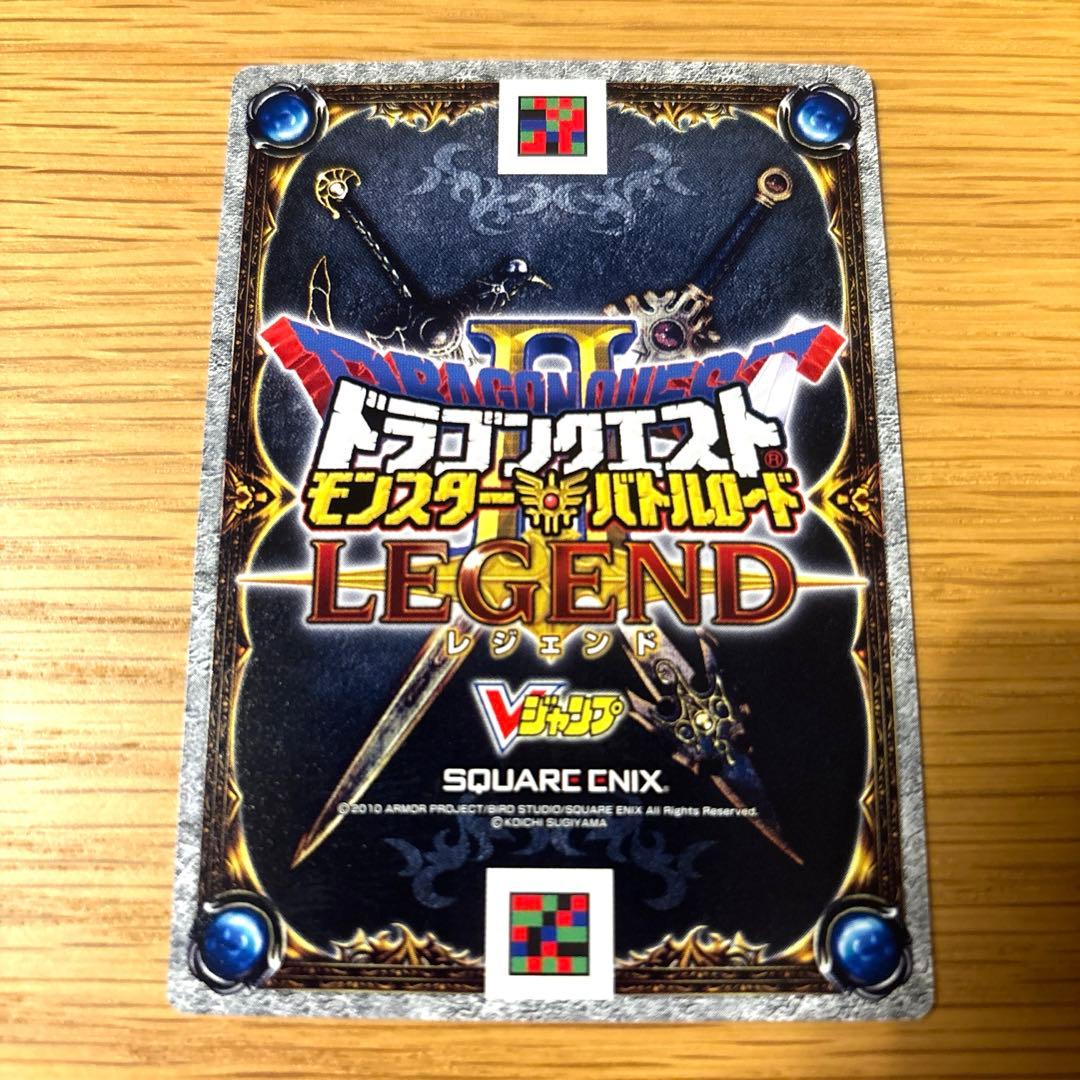 II
DRAGON QUEST
ドラゴンクエスト®
モンスターバトルロード
II
LEGEND
レジェンド
Vジャンプ
SQUARE ENIX
©2010 ARMOR PROJECT/BIRD STUDIO/SQUARE ENIX All Rights Reserved.
©KOICHI SUGIYAMA